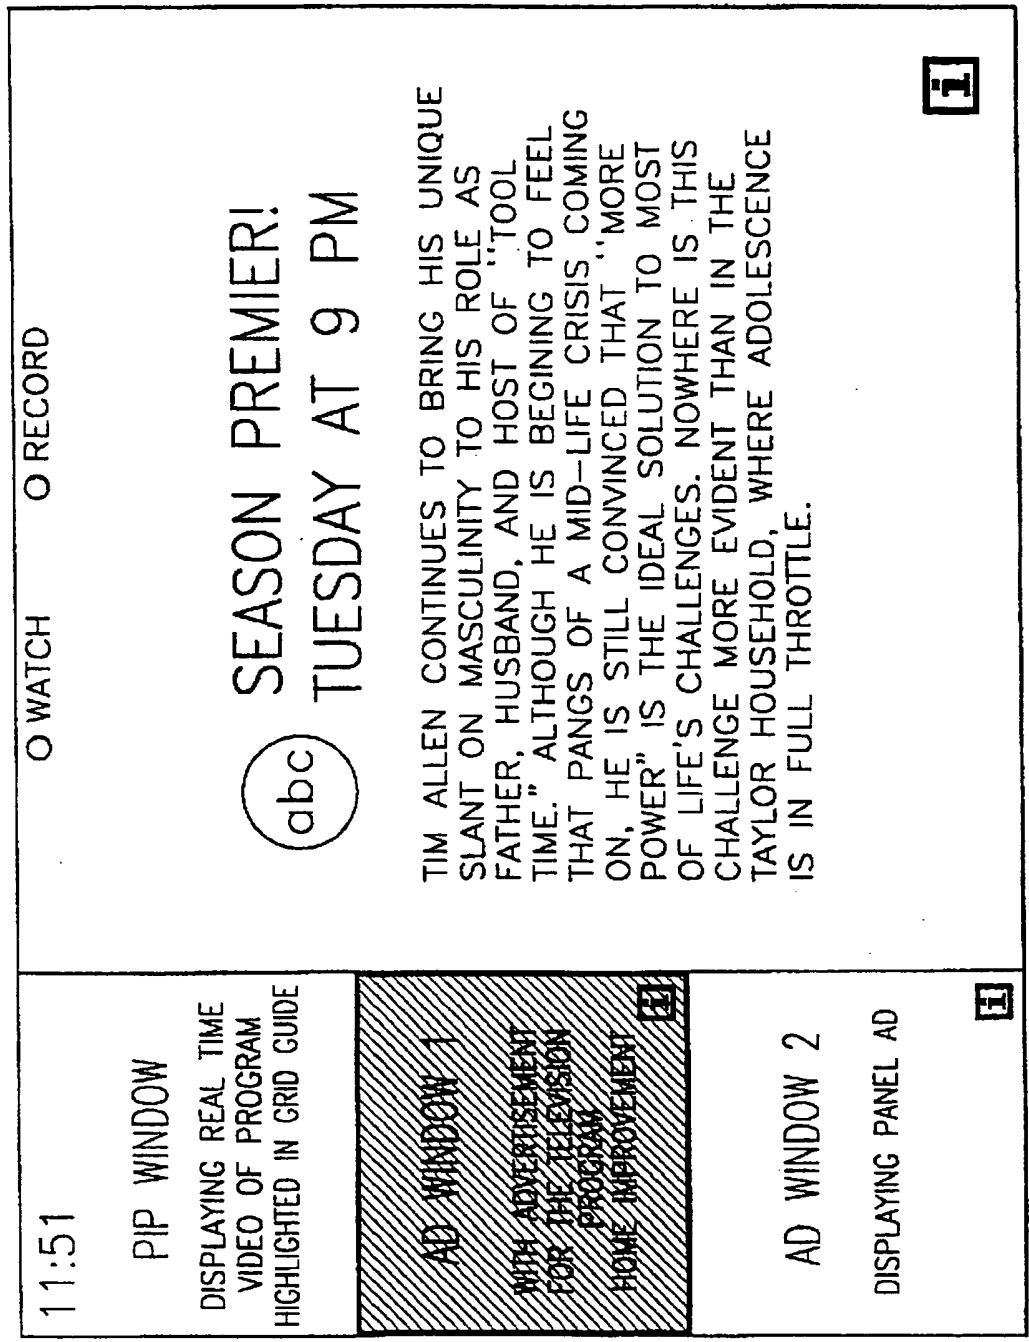 11:51
O WATCH O RECORD
PIP WINDOW
DISPLAYING REAL TIME
VIDEO OF PROGRAM
HIGHLIGHTED IN GRID GUIDE
AD WINDOW 1
WITH ADVERTISEMENT
FOR THE TELEVISION
PROGRAM
HOME IMPROVEMENT
i
AD WINDOW 2
DISPLAYING PANEL AD
i
abc
SEASON PREMIER!
TUESDAY AT 9 PM
TIM ALLEN CONTINUES TO BRING HIS UNIQUE
SLANT ON MASCULINITY TO HIS ROLE AS
FATHER, HUSBAND, AND HOST OF "TOOL
TIME." ALTHOUGH HE IS BEGINING TO FEEL
THAT PANGS OF A MID-LIFE CRISIS COMING
ON, HE IS STILL CONVINCED THAT "MORE
POWER" IS THE IDEAL SOLUTION TO MOST
OF LIFE'S CHALLENGES. NOWHERE IS THIS
CHALLENGE MORE EVIDENT THAN IN THE
TAYLOR HOUSEHOLD, WHERE ADOLESCENCE
IS IN FULL THROTTLE.
i